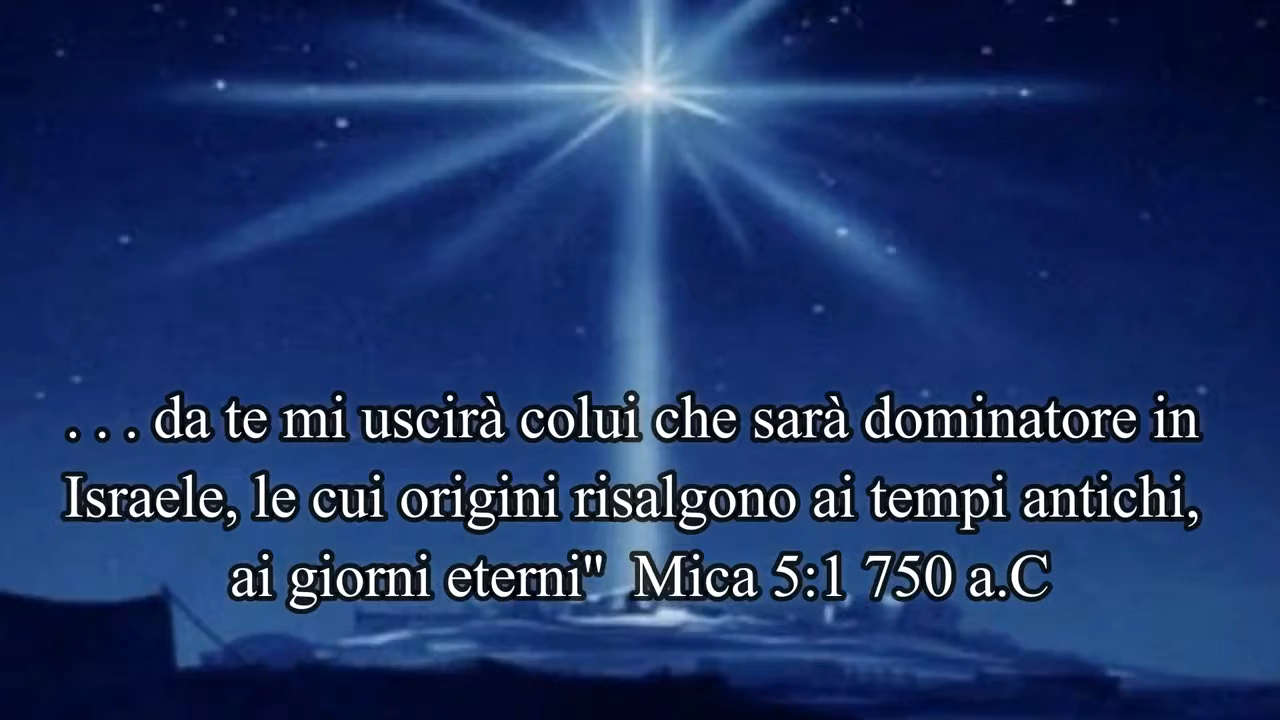 . . . da te mi uscirà colui che sarà dominatore in
Israele, le cui origini risalgono ai tempi antichi,
ai giorni eterni"  Mica 5:1 750 a.C